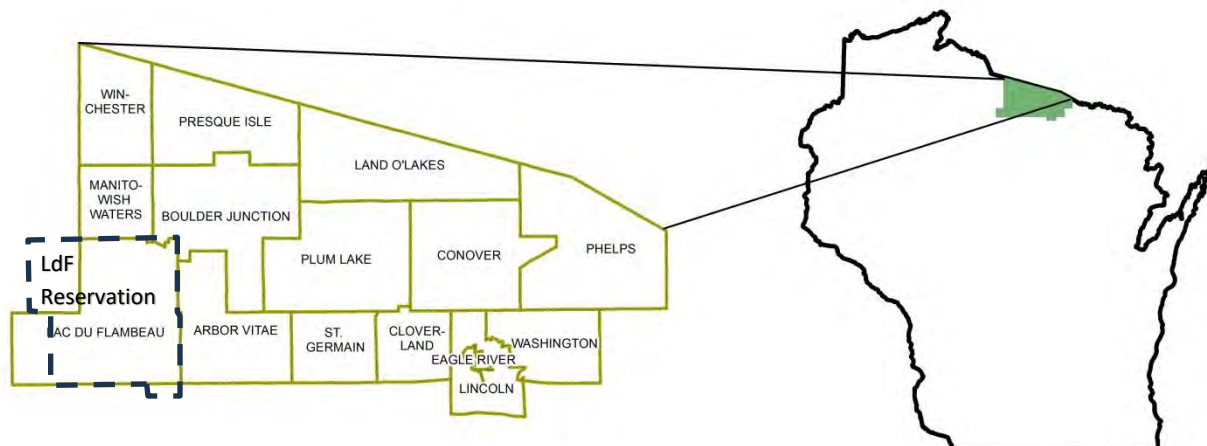 WIN-
CHESTER
PRESQUE ISLE
LAND O'LAKES
MANITO-
WISH
WATERS
BOULDER JUNCTION
PLUM LAKE
CONOVER
PHELPS
LdF
Reservation
LAC DU FLAMBEAU
ARBOR VITAE
ST.
GERMAIN
CLOVER-
LAND
WASHINGTON
EAGLE RIVER
LINCOLN